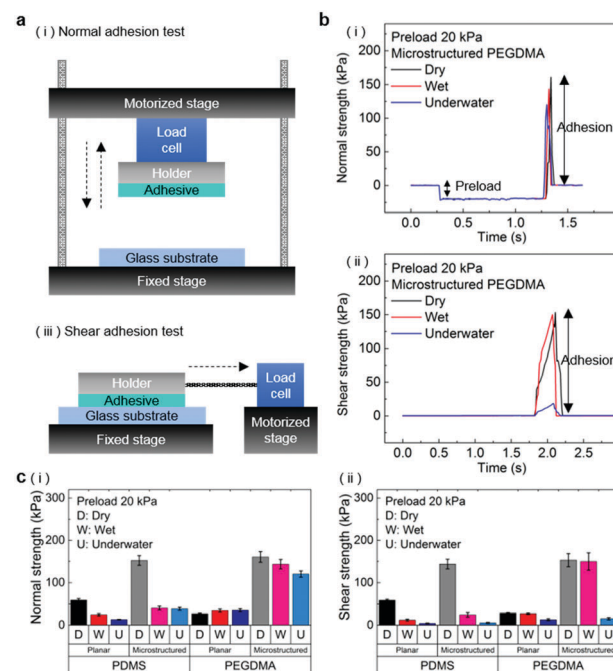 a
( i ) Normal adhesion test
Motorized stage
Load
cell
Holder
Adhesive
Glass substrate
Fixed stage
(iii) Shear adhesion test
Holder
Adhesive
Glass substrate
Fixed stage
Load
cell
Motorized
stage
b
( i )
Normal strength (kPa)
200
150
100
50
0
-50
Preload 20 kPa
Microstructured PEGDMA
Dry
Wet
Underwater
Adhesion
Preload
0.0 0.5 1.0 1.5
Time (s)
( ii )
Shear strength (kPa)
200
150
100
50
0
Preload 20 kPa
Microstructured PEGDMA
Dry
Wet
Underwater
Adhesion
0.0 0.5 1.0 1.5 2.0 2.5
Time (s)
c ( i )
Normal strength (kPa)
300
150
0
Preload 20 kPa
D: Dry
W: Wet
U: Underwater
D W U D W U D W U D W U
Planar Microstructured Planar Microstructured
PDMS PEGDMA
(ii)
Shear strength (kPa)
300
150
0
Preload 20 kPa
D: Dry
W: Wet
U: Underwater
D W U D W U D W U D W U
Planar Microstructured Planar Microstructured
PDMS PEGDMA